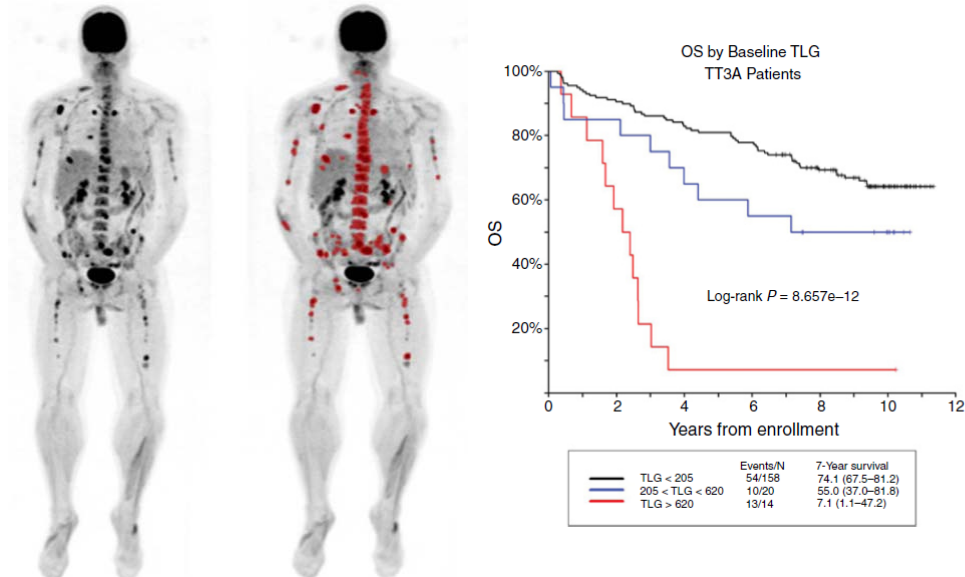 OS by Baseline TLG
TT3A Patients
100%
80%
60%
40%
20%
OS
Log-rank P = 8.657e–12
0 2 4 6 8 10 12
Years from enrollment
Events/N 7-Year survival
TLG < 205 54/158 74.1 (67.5–81.2)
205 < TLG < 620 10/20 55.0 (37.0–81.8)
TLG > 620 13/14 7.1 (1.1–47.2)